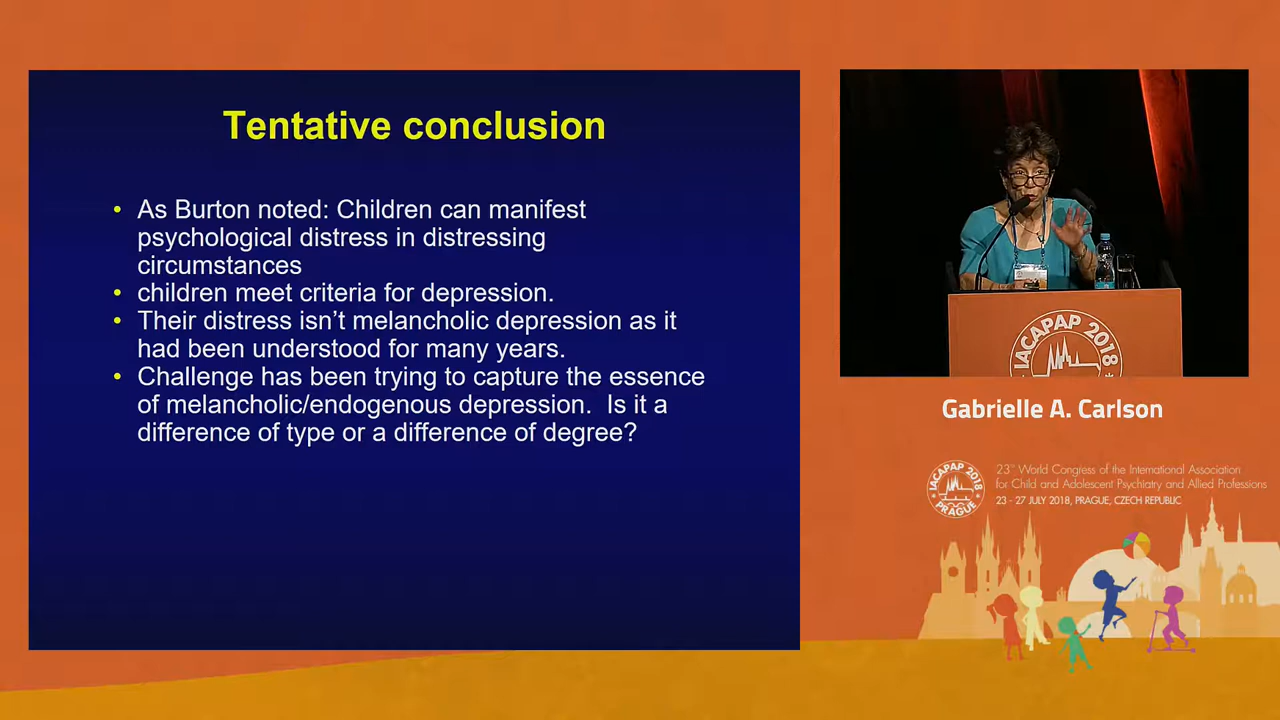 Tentative conclusion
• As Burton noted: Children can manifest
psychological distress in distressing
circumstances
• children meet criteria for depression.
• Their distress isn’t melancholic depression as it
had been understood for many years.
• Challenge has been trying to capture the essence
of melancholic/endogenous depression.  Is it a
difference of type or a difference of degree?
IACAPAP 2018
Gabrielle A. Carlson
IACAPAP 2018
PRAGUE
23rd World Congress of the International Association
for Child and Adolescent Psychiatry and Allied Professions
23 - 27 JULY 2018, PRAGUE, CZECH REPUBLIC